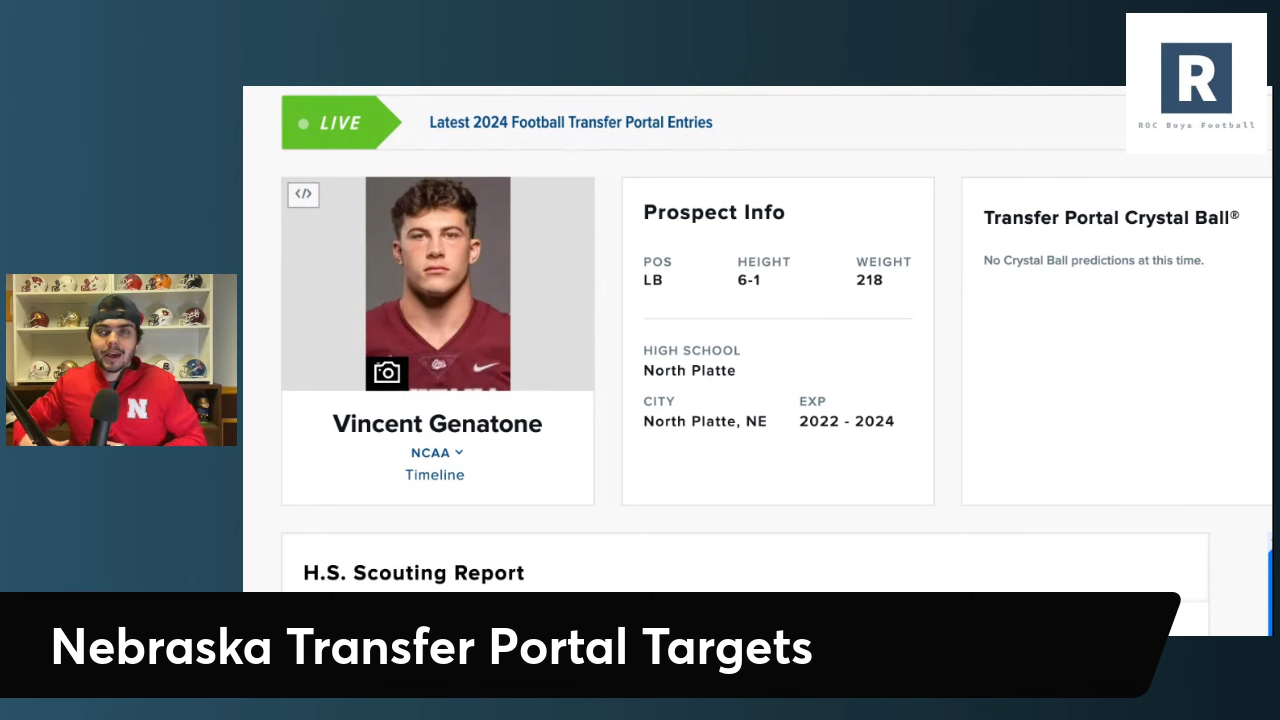 R
ROC Boys Football
LIVE
Latest 2024 Football Transfer Portal Entries
</>
Prospect Info
POS HEIGHT WEIGHT
LB 6-1 218
HIGH SCHOOL
North Platte
CITY EXP
North Platte, NE 2022 - 2024
Transfer Portal Crystal Ball®
No Crystal Ball predictions at this time.
Vincent Genatone
NCAA
Timeline
N
H.S. Scouting Report
Nebraska Transfer Portal Targets